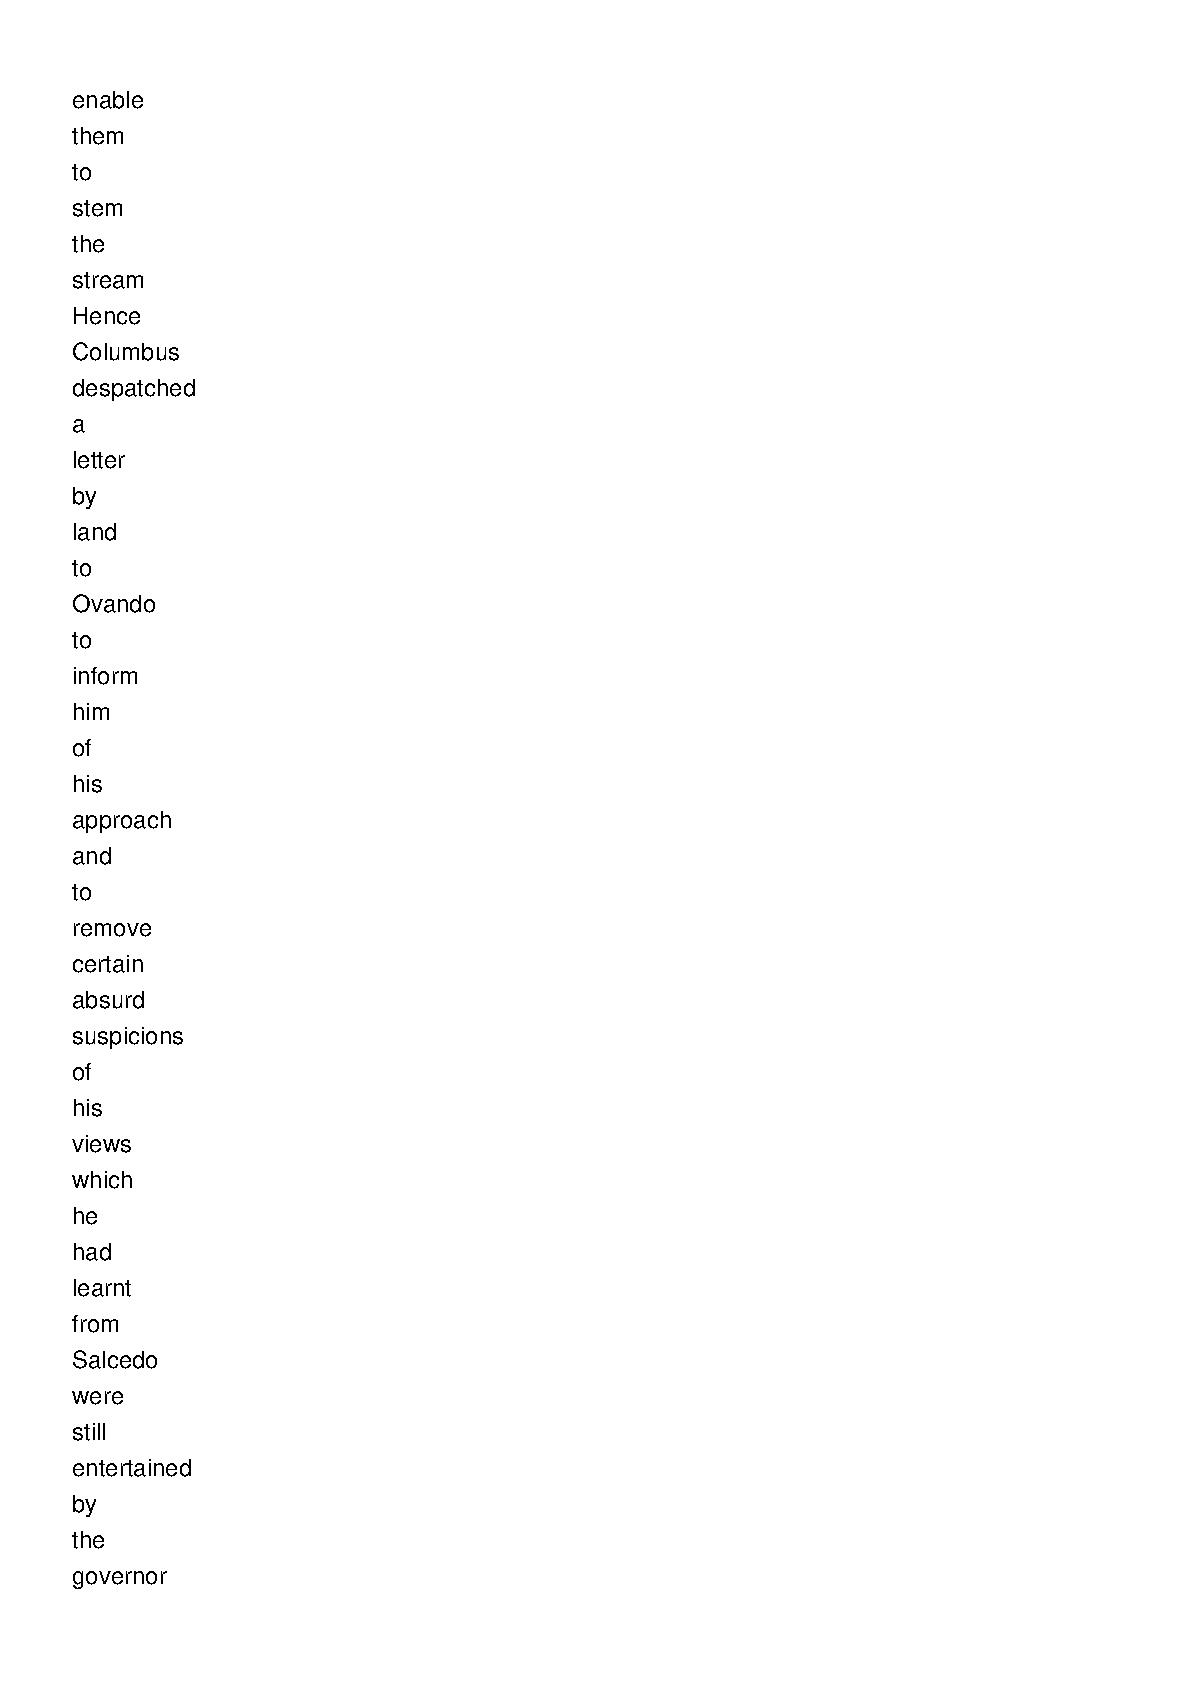 enable
them
to
stem
the
stream
Hence
Columbus
despatched
a
letter
by
land
to
Ovando
to
inform
him
of
his
approach
and
to
remove
certain
absurd
suspicions
of
his
views
which
he
had
learnt
from
Salcedo
were
still
entertained
by
the
governor